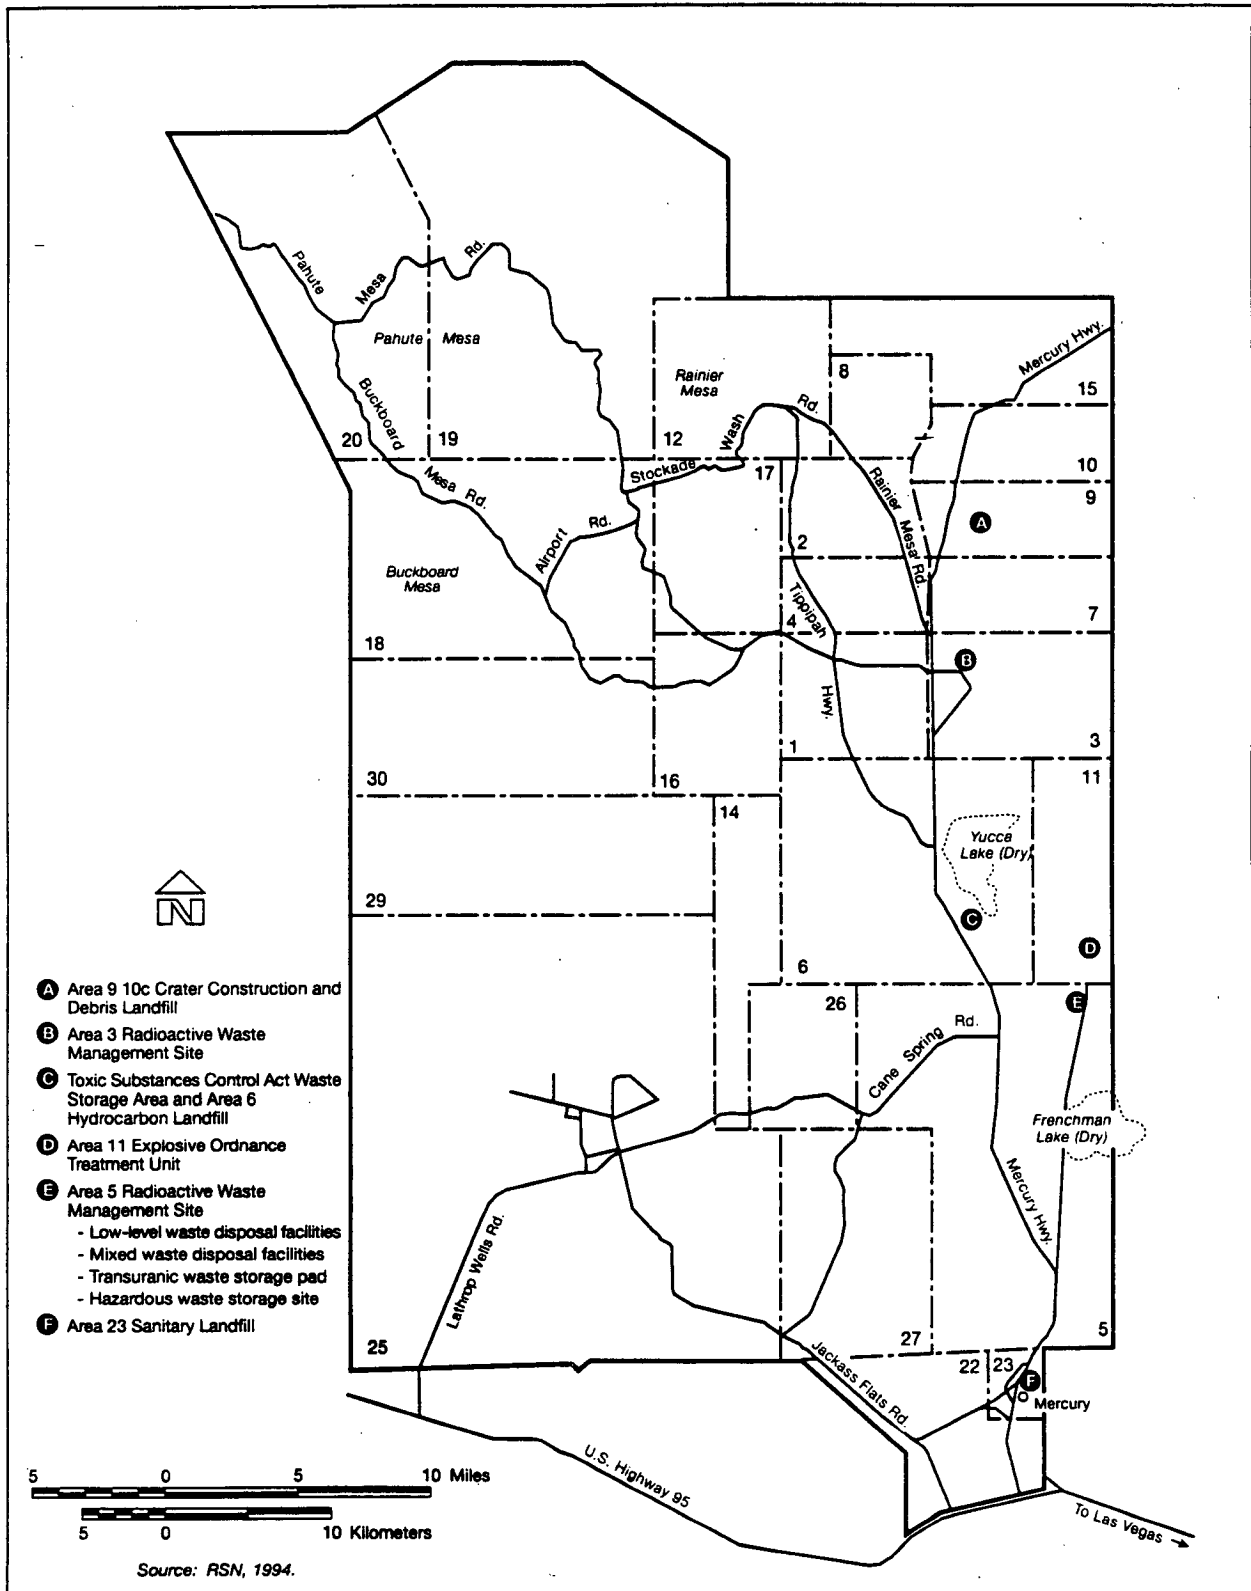 Pahute
Mesa
Rd.
Pahute Mesa
Buckboard
Mesa Rd.
20
19
Rainier
Mesa
12
8
Mercury Hwy.
15
Stockade
Wash
Rd.
17
10
9
A
Rainier Mesa Rd.
Airport
Rd.
2
Buckboard
Mesa
Tippipah
Hwy.
4
7
18
B
1
3
30
16
14
11
Yucca
Lake (Dry)
29
C
D
6
26
E
Cane Spring
Rd.
Frenchman
Lake (Dry)
Mercury Hwy.
Lathrop Wells Rd.
25
27
5
Jackass Flats Rd.
22
23
F
Mercury
U.S. Highway 95
To Las Vegas
N
A Area 9 10c Crater Construction and
Debris Landfill
B Area 3 Radioactive Waste
Management Site
C Toxic Substances Control Act Waste
Storage Area and Area 6
Hydrocarbon Landfill
D Area 11 Explosive Ordnance
Treatment Unit
E Area 5 Radioactive Waste
Management Site
- Low-level waste disposal facilities
- Mixed waste disposal facilities
- Transuranic waste storage pad
- Hazardous waste storage site
F Area 23 Sanitary Landfill
5 0 5 10 Miles
5 0 10 Kilometers
Source: RSN, 1994.